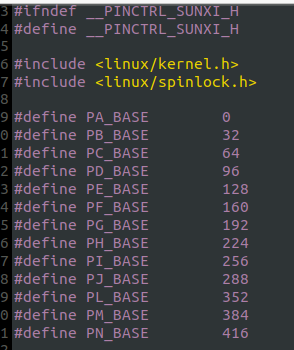 3 #ifndef __PINCTRL_SUNXI_H
4 #define __PINCTRL_SUNXI_H
5
6 #include <linux/kernel.h>
7 #include <linux/spinlock.h>
8
9 #define PA_BASE 0
0 #define PB_BASE 32
1 #define PC_BASE 64
2 #define PD_BASE 96
3 #define PE_BASE 128
4 #define PF_BASE 160
5 #define PG_BASE 192
6 #define PH_BASE 224
7 #define PI_BASE 256
8 #define PJ_BASE 288
9 #define PL_BASE 352
0 #define PM_BASE 384
1 #define PN_BASE 416